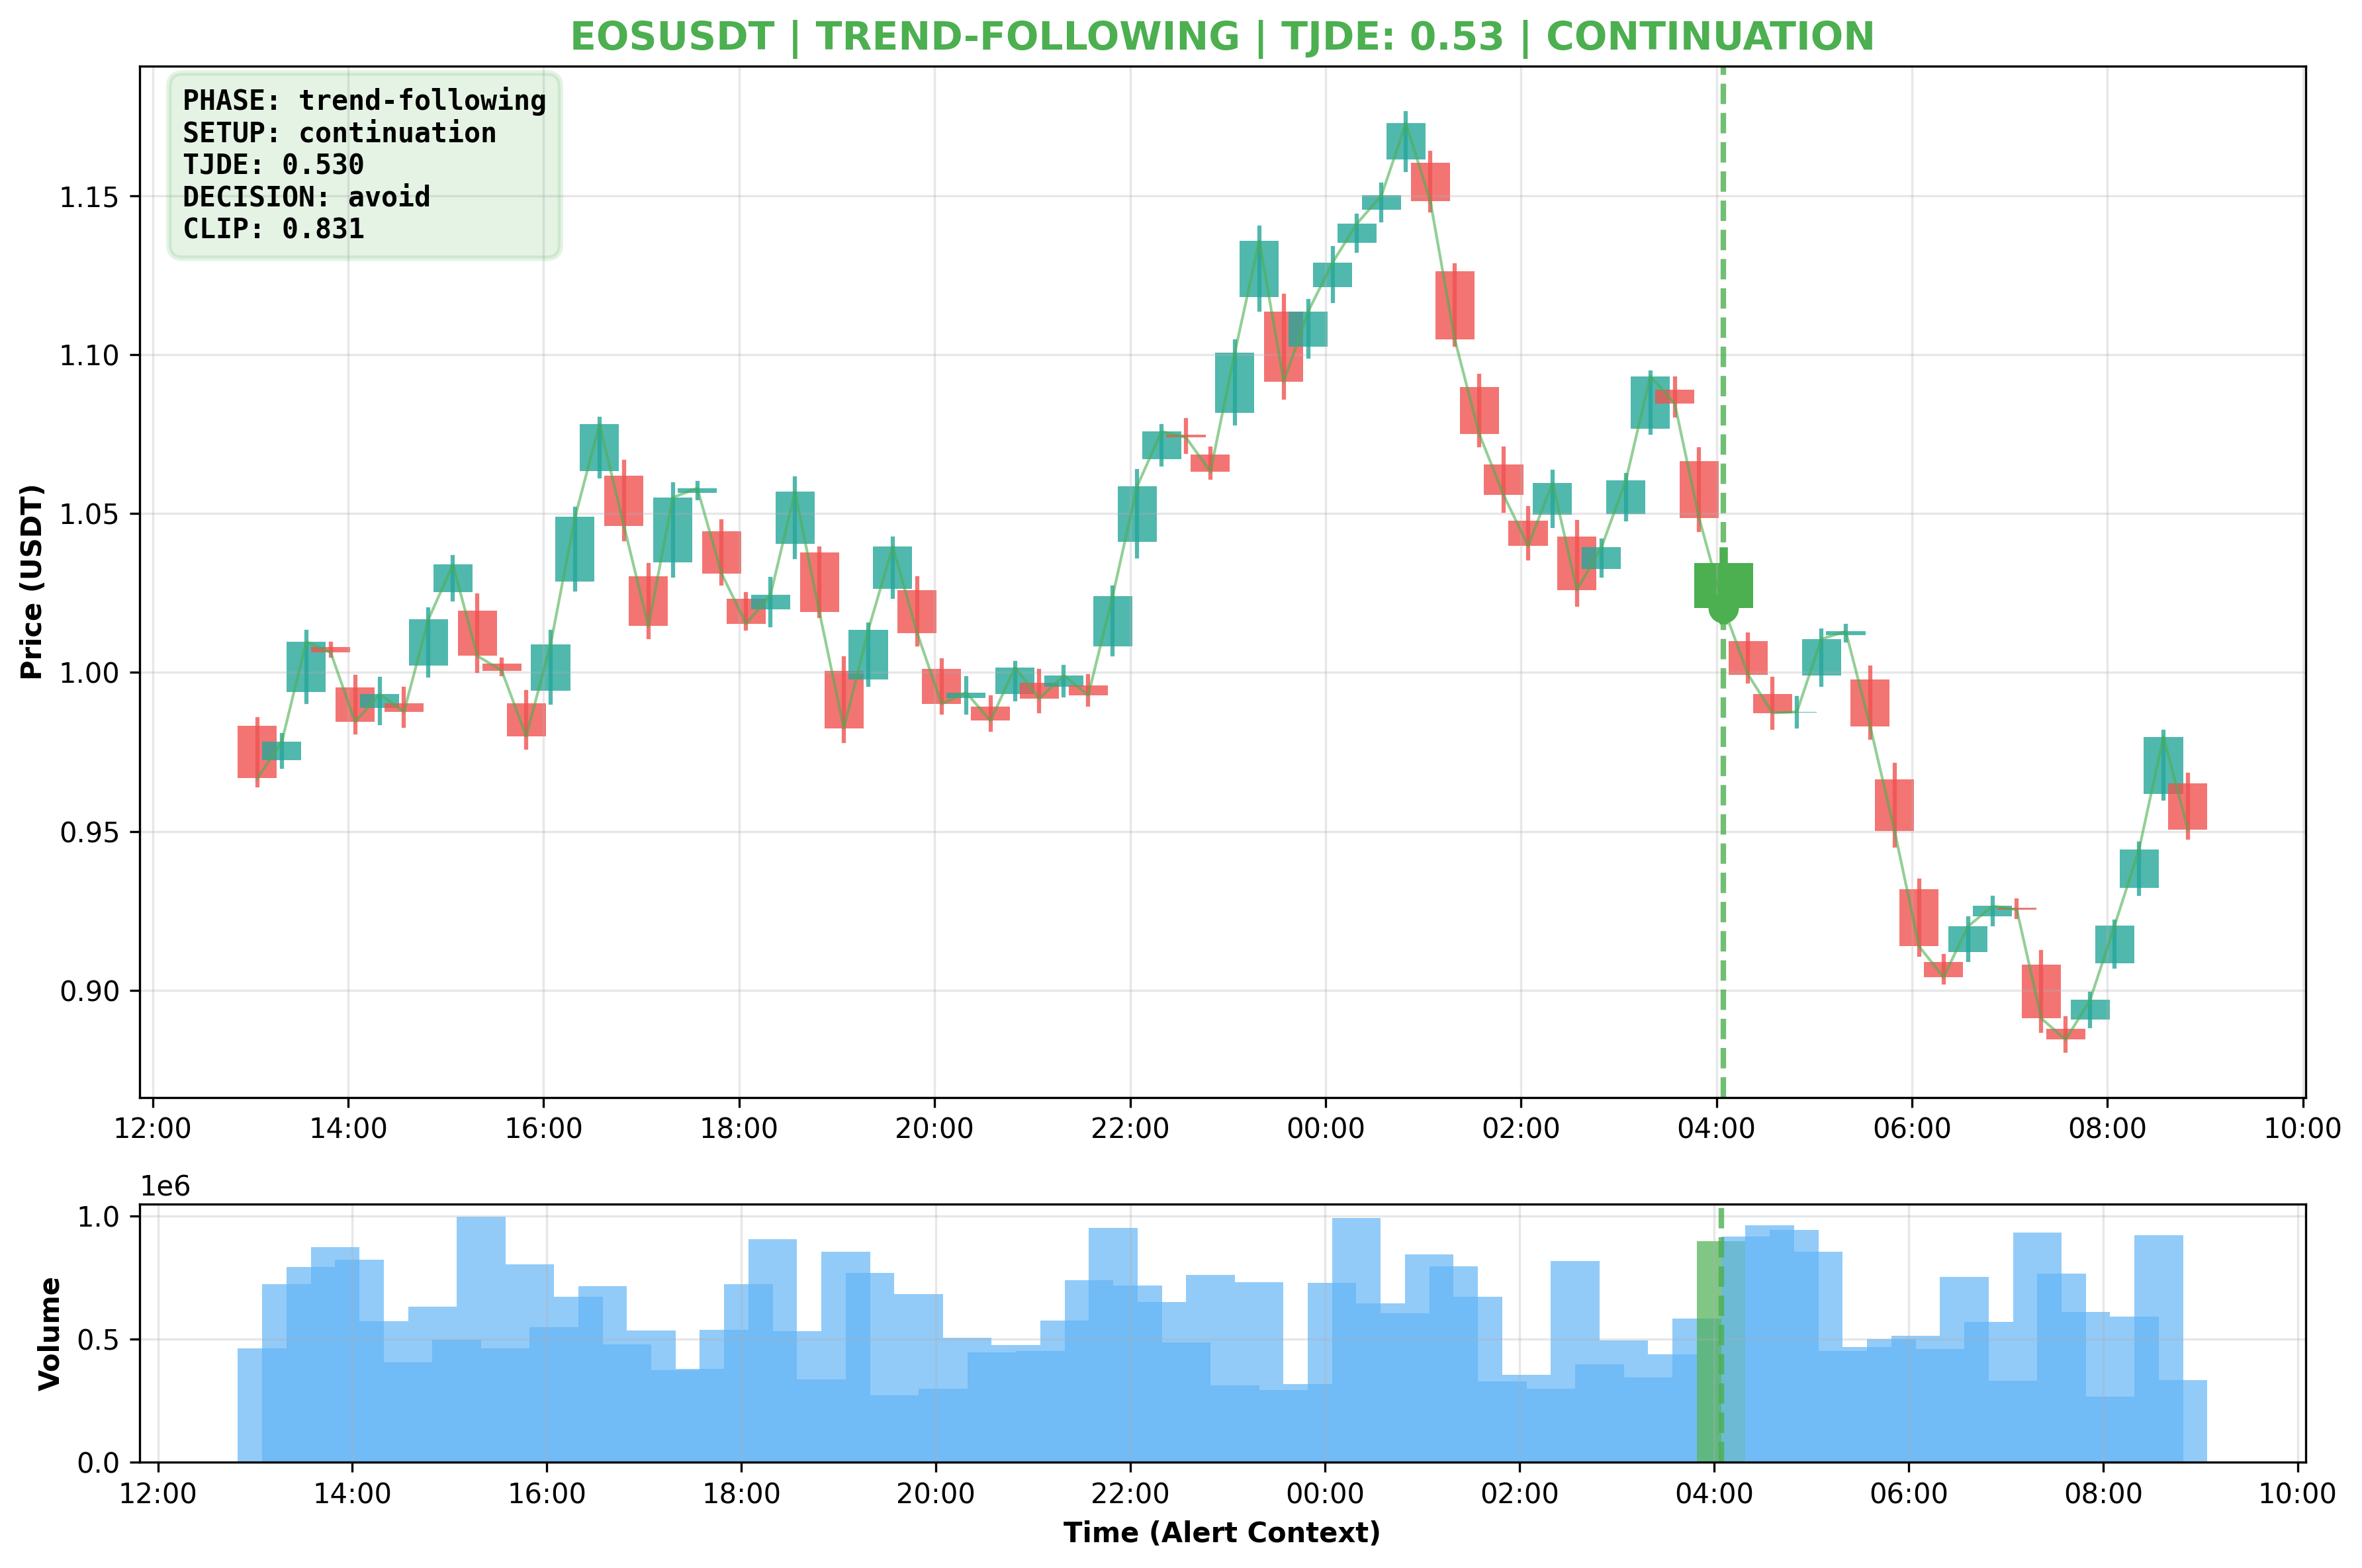 EOSUSDT | TREND-FOLLOWING | TJDE: 0.53 | CONTINUATION
PHASE: trend-following
SETUP: continuation
TJDE: 0.530
DECISION: avoid
CLIP: 0.831
Price (USDT)
1.15
1.10
1.05
1.00
0.95
0.90
12:00 14:00 16:00 18:00 20:00 22:00 00:00 02:00 04:00 06:00 08:00 10:00
1e6
Volume
1.0
0.5
0.0
12:00 14:00 16:00 18:00 20:00 22:00 00:00 02:00 04:00 06:00 08:00 10:00
Time (Alert Context)